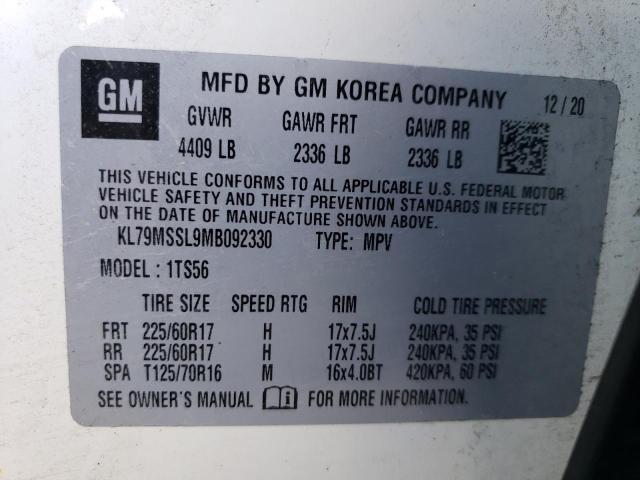 GM MFD BY GM KOREA COMPANY 12/20
GVWR GAWR FRT GAWR RR
4409 LB 2336 LB 2336 LB
THIS VEHICLE CONFORMS TO ALL APPLICABLE U.S. FEDERAL MOTOR
VEHICLE SAFETY AND THEFT PREVENTION STANDARDS IN EFFECT
ON THE DATE OF MANUFACTURE SHOWN ABOVE.
KL79MSSL9MB092330 TYPE: MPV
MODEL : 1TS56
TIRE SIZE SPEED RTG RIM COLD TIRE PRESSURE
FRT 225/60R17 H 17x7.5J 240KPA, 35 PSI
RR 225/60R17 H 17x7.5J 240KPA, 35 PSI
SPA T125/70R16 M 16x4.0BT 420KPA, 60 PSI
SEE OWNER'S MANUAL i FOR MORE INFORMATION.